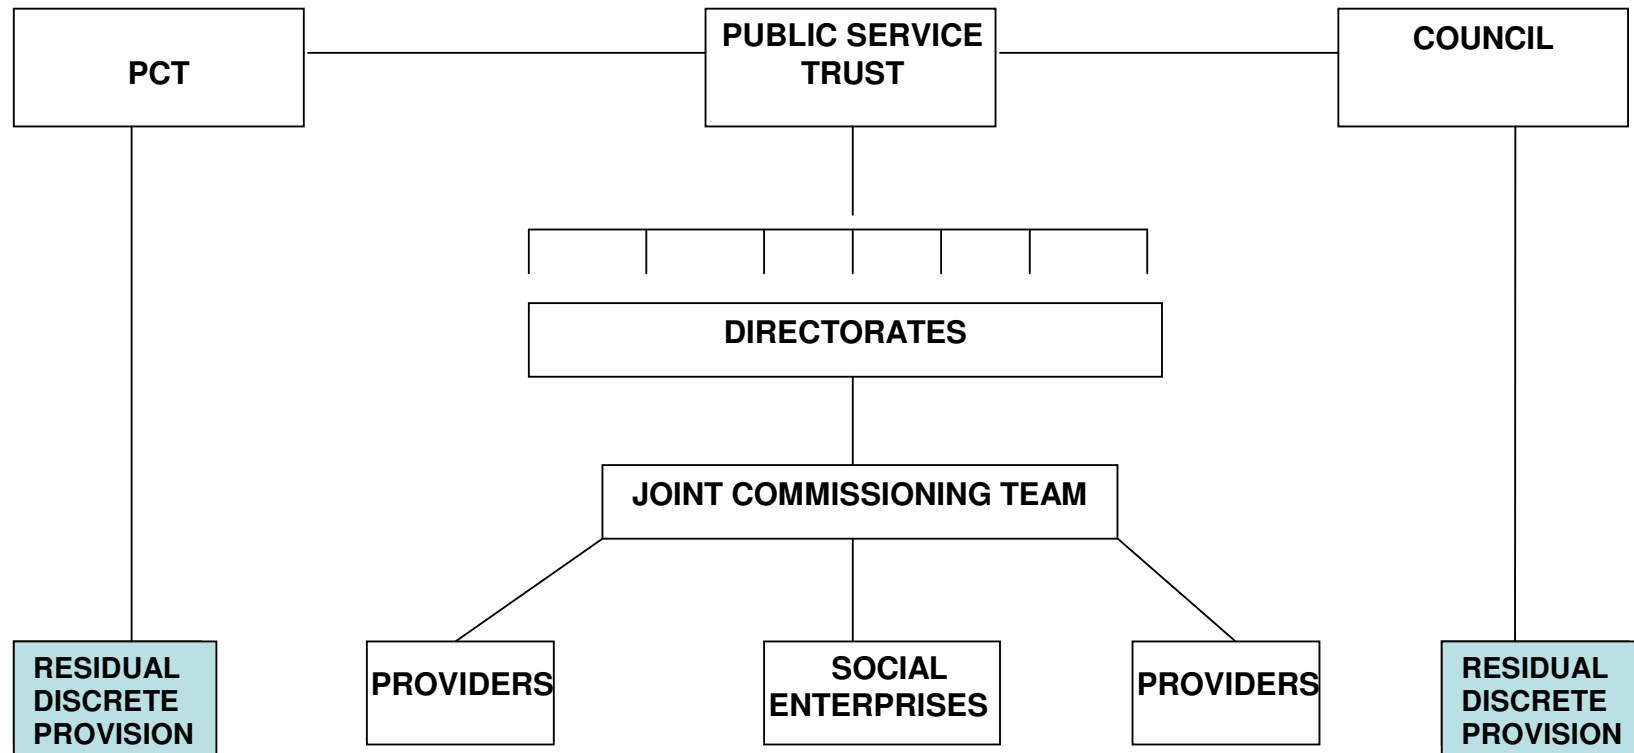 PCT
PUBLIC SERVICE
TRUST
COUNCIL
DIRECTORATES
JOINT COMMISSIONING TEAM
RESIDUAL
DISCRETE
PROVISION
PROVIDERS
SOCIAL
ENTERPRISES
PROVIDERS
RESIDUAL
DISCRETE
PROVISION